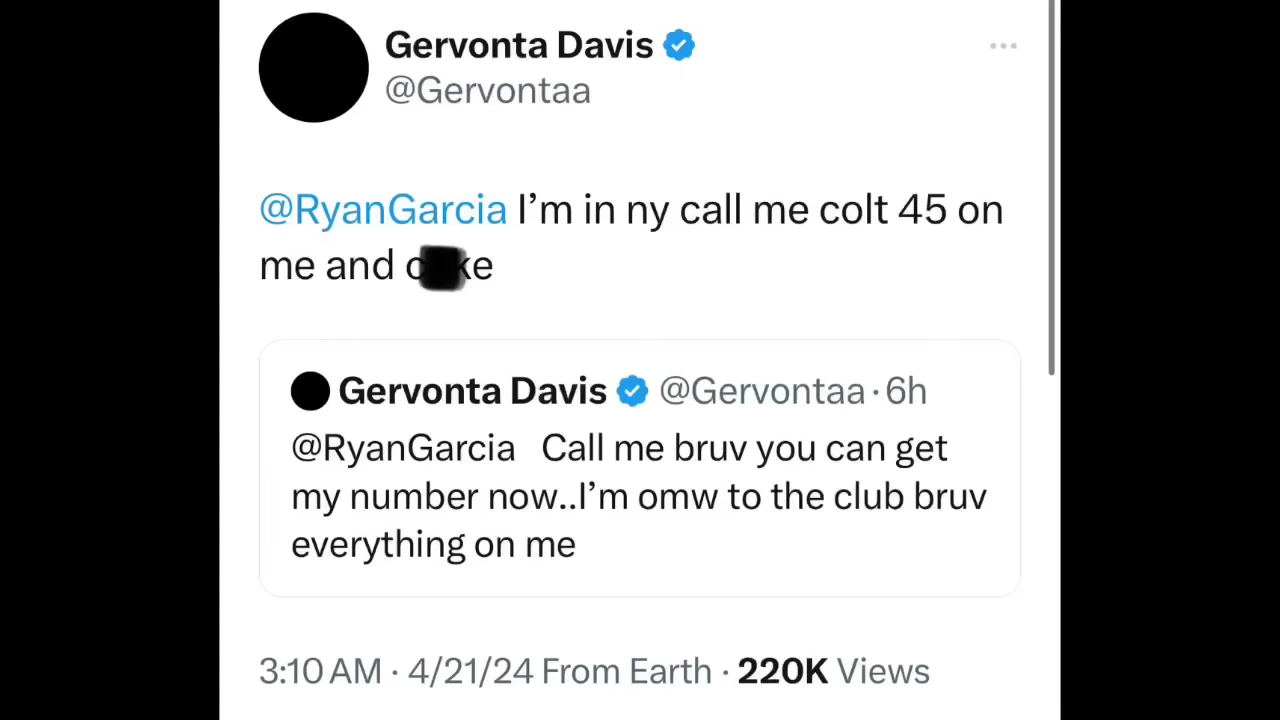 Gervonta Davis
@Gervontaa
@RyanGarcia I’m in ny call me colt 45 on
me and
Gervonta Davis @Gervontaa · 6h
@RyanGarcia Call me bruv you can get
my number now..I’m omw to the club bruv
everything on me
3:10 AM · 4/21/24 From Earth · 220K Views